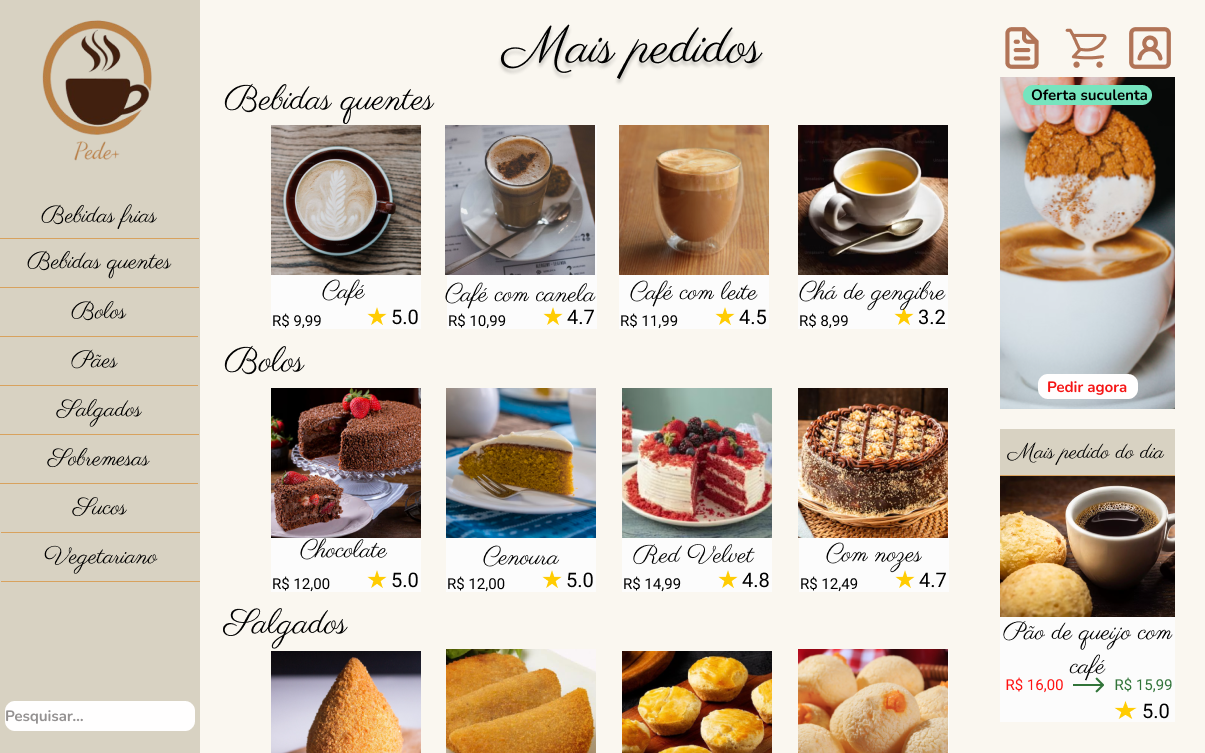 Pede+
Bebidas frias
Bebidas quentes
Bolos
Pães
Salgados
Sobremesas
Sucos
Vegetariano
Pesquisar...
Mais pedidos
Bebidas quentes
Café
R$ 9,99
5.0
Café com canela
R$ 10,99
4.7
Café com leite
R$ 11,99
4.5
Chá de gengibre
R$ 8,99
3.2
Bolos
Chocolate
R$ 12,00
5.0
Cenoura
R$ 12,00
5.0
Red Velvet
R$ 14,99
4.8
Com nozes
R$ 12,49
4.7
Salgados
Oferta suculenta
Pedir agora
Mais pedido do dia
Pão de queijo com
café
R$ 16,00
R$ 15,99
5.0